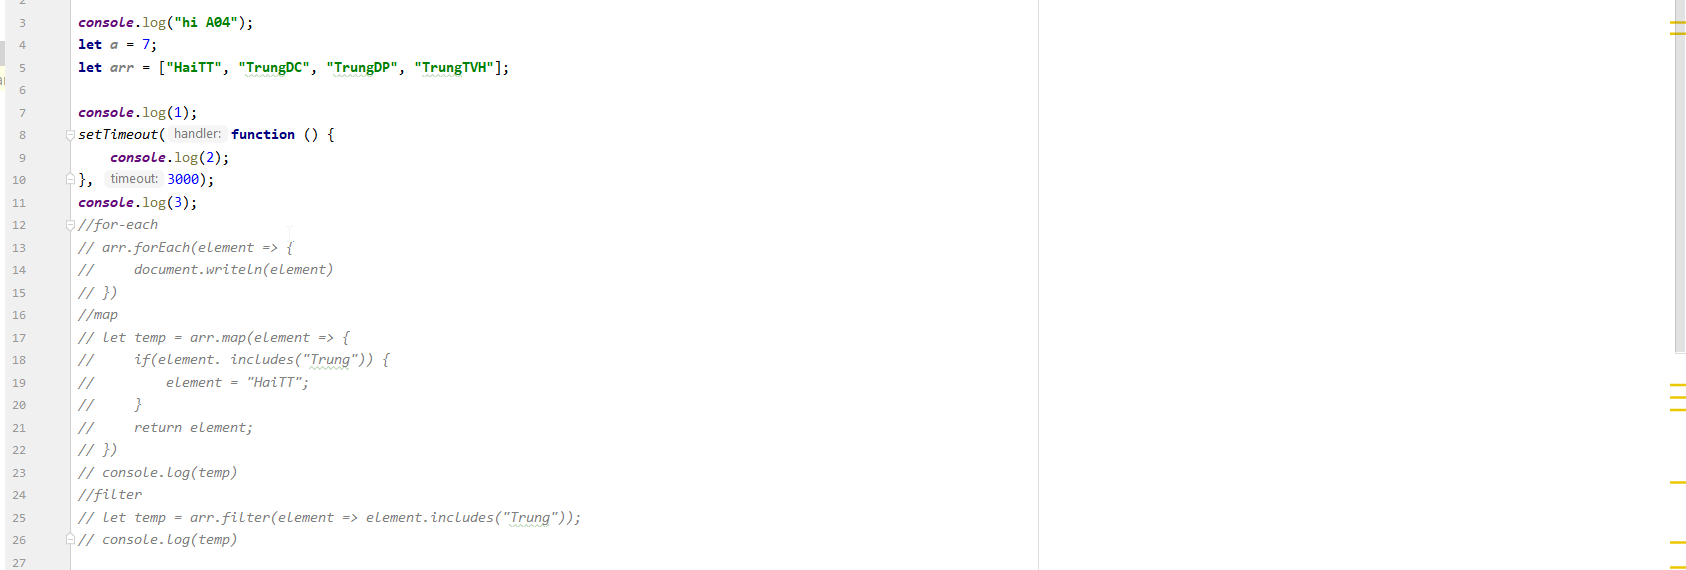 3 console.log("hi A04");
4 let a = 7;
5 let arr = ["HaiTT", "TrungDC", "TrungDP", "TrungTVH"];
6
7 console.log(1);
8 setTimeout( handler: function () {
9     console.log(2);
10 }, timeout: 3000);
11 console.log(3);
12 //for-each
13 // arr.forEach(element => {
14 //     document.writeln(element)
15 // })
16 //map
17 // let temp = arr.map(element => {
18 //     if(element. includes("Trung")) {
19 //         element = "HaiTT";
20 //     }
21 //     return element;
22 // })
23 // console.log(temp)
24 //filter
25 // let temp = arr.filter(element => element.includes("Trung"));
26 // console.log(temp)
27